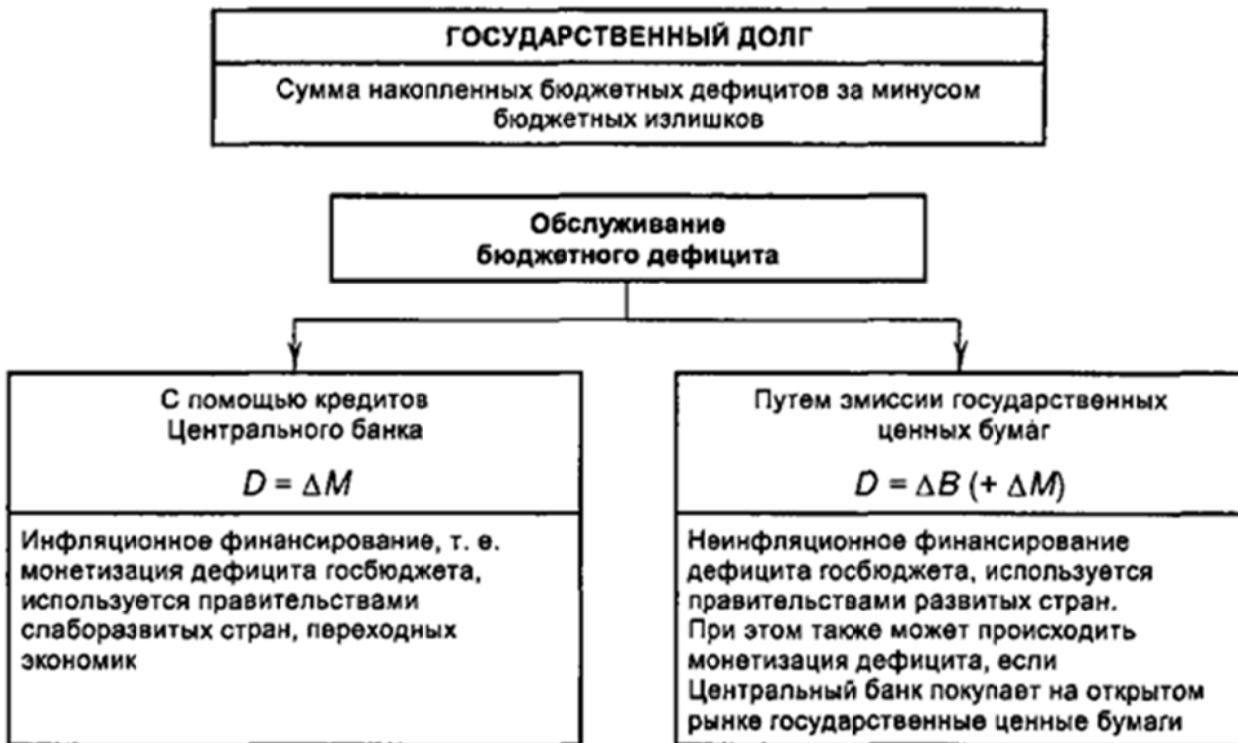 ГОСУДАРСТВЕННЫЙ ДОЛГ
Сумма накопленных бюджетных дефицитов за минусом
бюджетных излишков
Обслуживание
бюджетного дефицита
С помощью кредитов
Центрального банка
D = ΔM
Инфляционное финансирование, т. е.
монетизация дефицита госбюджета,
используется правительствами
слаборазвитых стран, переходных
экономик
Путем эмиссии государственных
ценных бумаг
D = ΔB (+ ΔM)
Неинфляционное финансирование
дефицита госбюджета, используется
правительствами развитых стран.
При этом также может происходить
монетизация дефицита, если
Центральный банк покупает на открытом
рынке государственные ценные бумаги